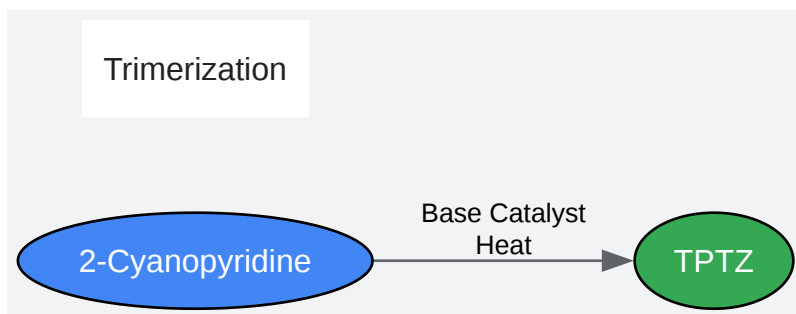 Trimerization
Base Catalyst
Heat
2-Cyanopyridine
TPTZ